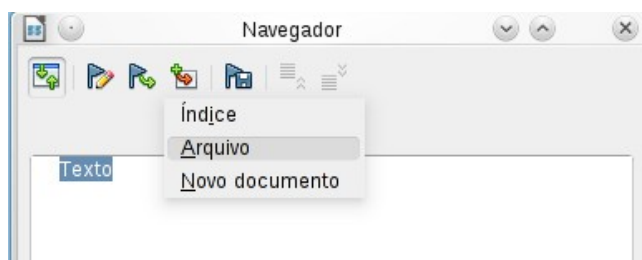 Navegador
Índice
Arquivo
Texto
Novo documento